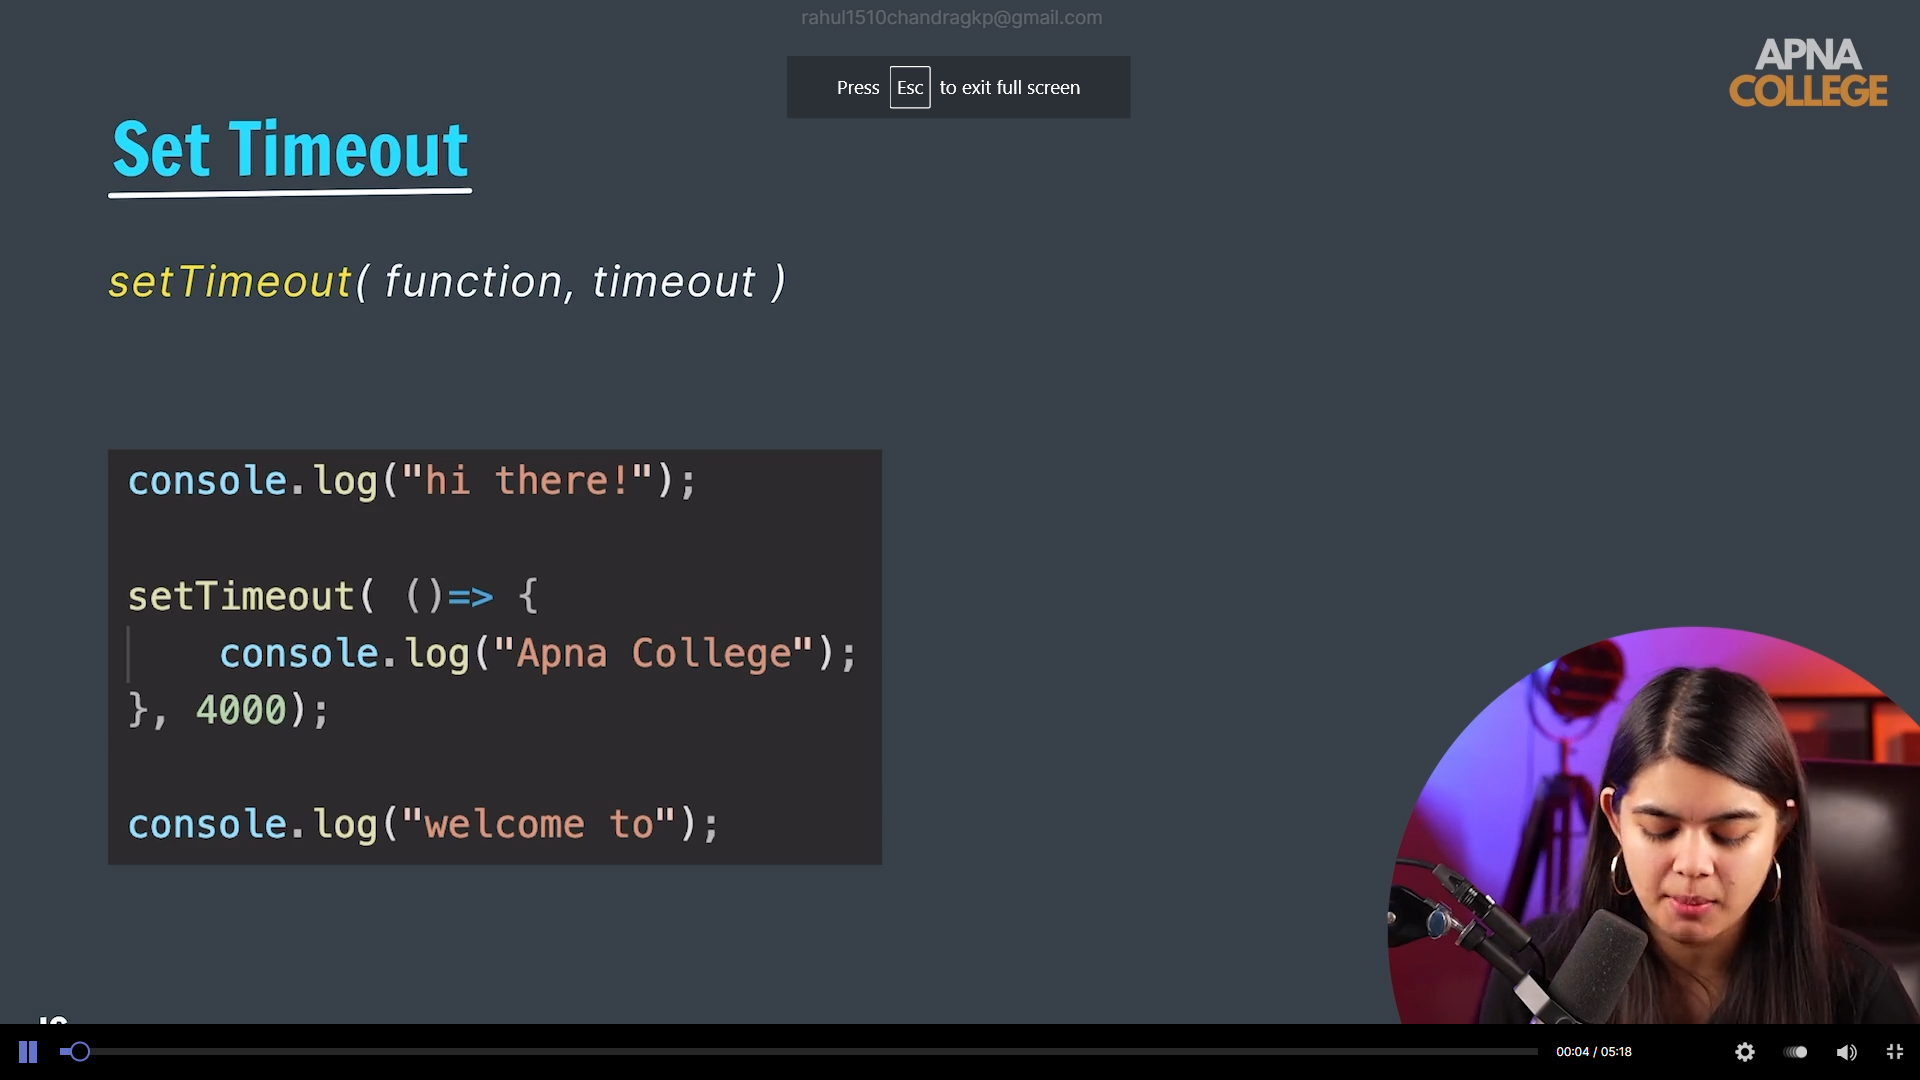 rahul1510chandragkp@gmail.com
APNA
COLLEGE
Press Esc to exit full screen
Set Timeout
setTimeout( function, timeout )
console.log("hi there!");
setTimeout( ()=> {
console.log("Apna College");
}, 4000);
console.log("welcome to");
00:04 / 05:18